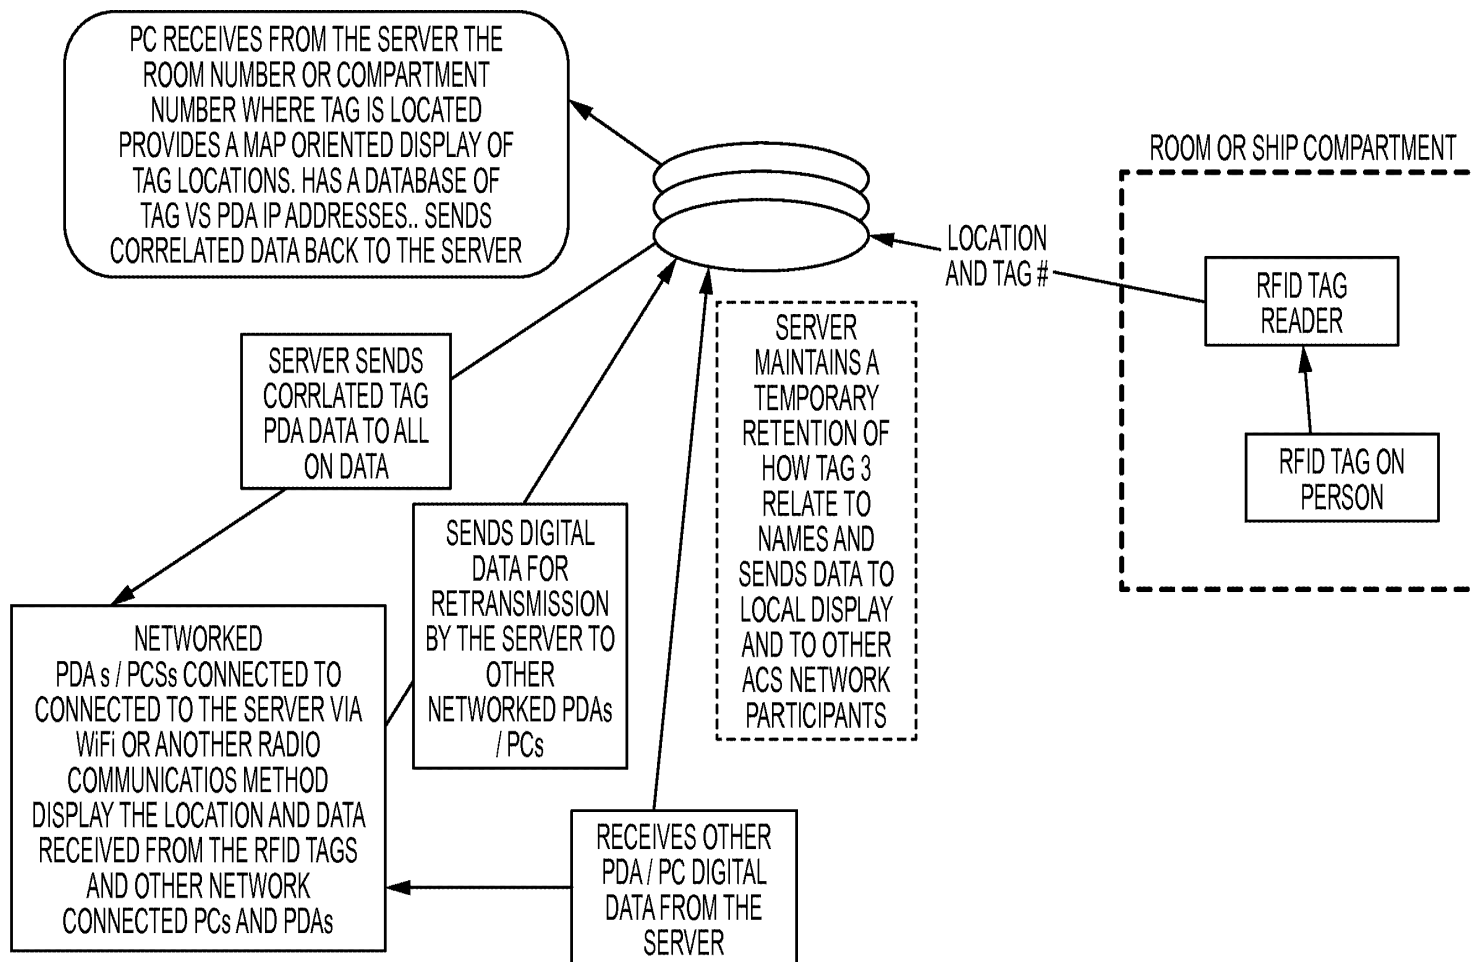 PC RECEIVES FROM THE SERVER THE
ROOM NUMBER OR COMPARTMENT
NUMBER WHERE TAG IS LOCATED
PROVIDES A MAP ORIENTED DISPLAY OF
TAG LOCATIONS. HAS A DATABASE OF
TAG VS PDA IP ADDRESSES.. SENDS
CORRELATED DATA BACK TO THE SERVER
ROOM OR SHIP COMPARTMENT
LOCATION
AND TAG #
RFID TAG
READER
RFID TAG ON
PERSON
SERVER SENDS
CORRLATED TAG
PDA DATA TO ALL
ON DATA
SERVER
MAINTAINS A
TEMPORARY
RETENTION OF
HOW TAG 3
RELATE TO
NAMES AND
SENDS DATA TO
LOCAL DISPLAY
AND TO OTHER
ACS NETWORK
PARTICIPANTS
SENDS DIGITAL
DATA FOR
RETRANSMISSION
BY THE SERVER TO
OTHER
NETWORKED PDAs
/ PCs
NETWORKED
PDA s / PCSs CONNECTED TO
CONNECTED TO THE SERVER VIA
WiFi OR ANOTHER RADIO
COMMUNICATIOS METHOD
DISPLAY THE LOCATION AND DATA
RECEIVED FROM THE RFID TAGS
AND OTHER NETWORK
CONNECTED PCs AND PDAs
RECEIVES OTHER
PDA / PC DIGITAL
DATA FROM THE
SERVER